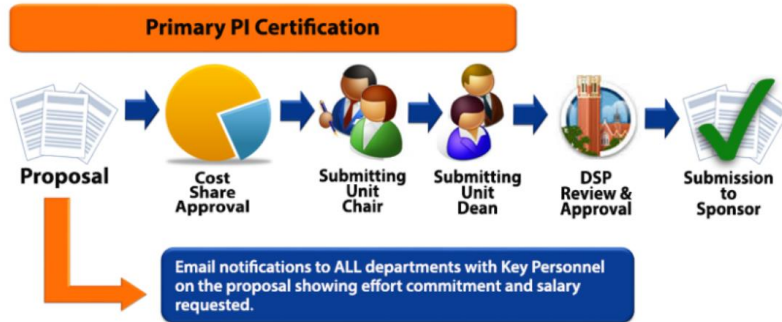 Primary PI Certification
Proposal
Cost
Share
Approval
Submitting
Unit
Chair
Submitting
Unit
Dean
DSP
Review &
Approval
Submission
to
Sponsor
Email notifications to ALL departments with Key Personnel
on the proposal showing effort commitment and salary
requested.